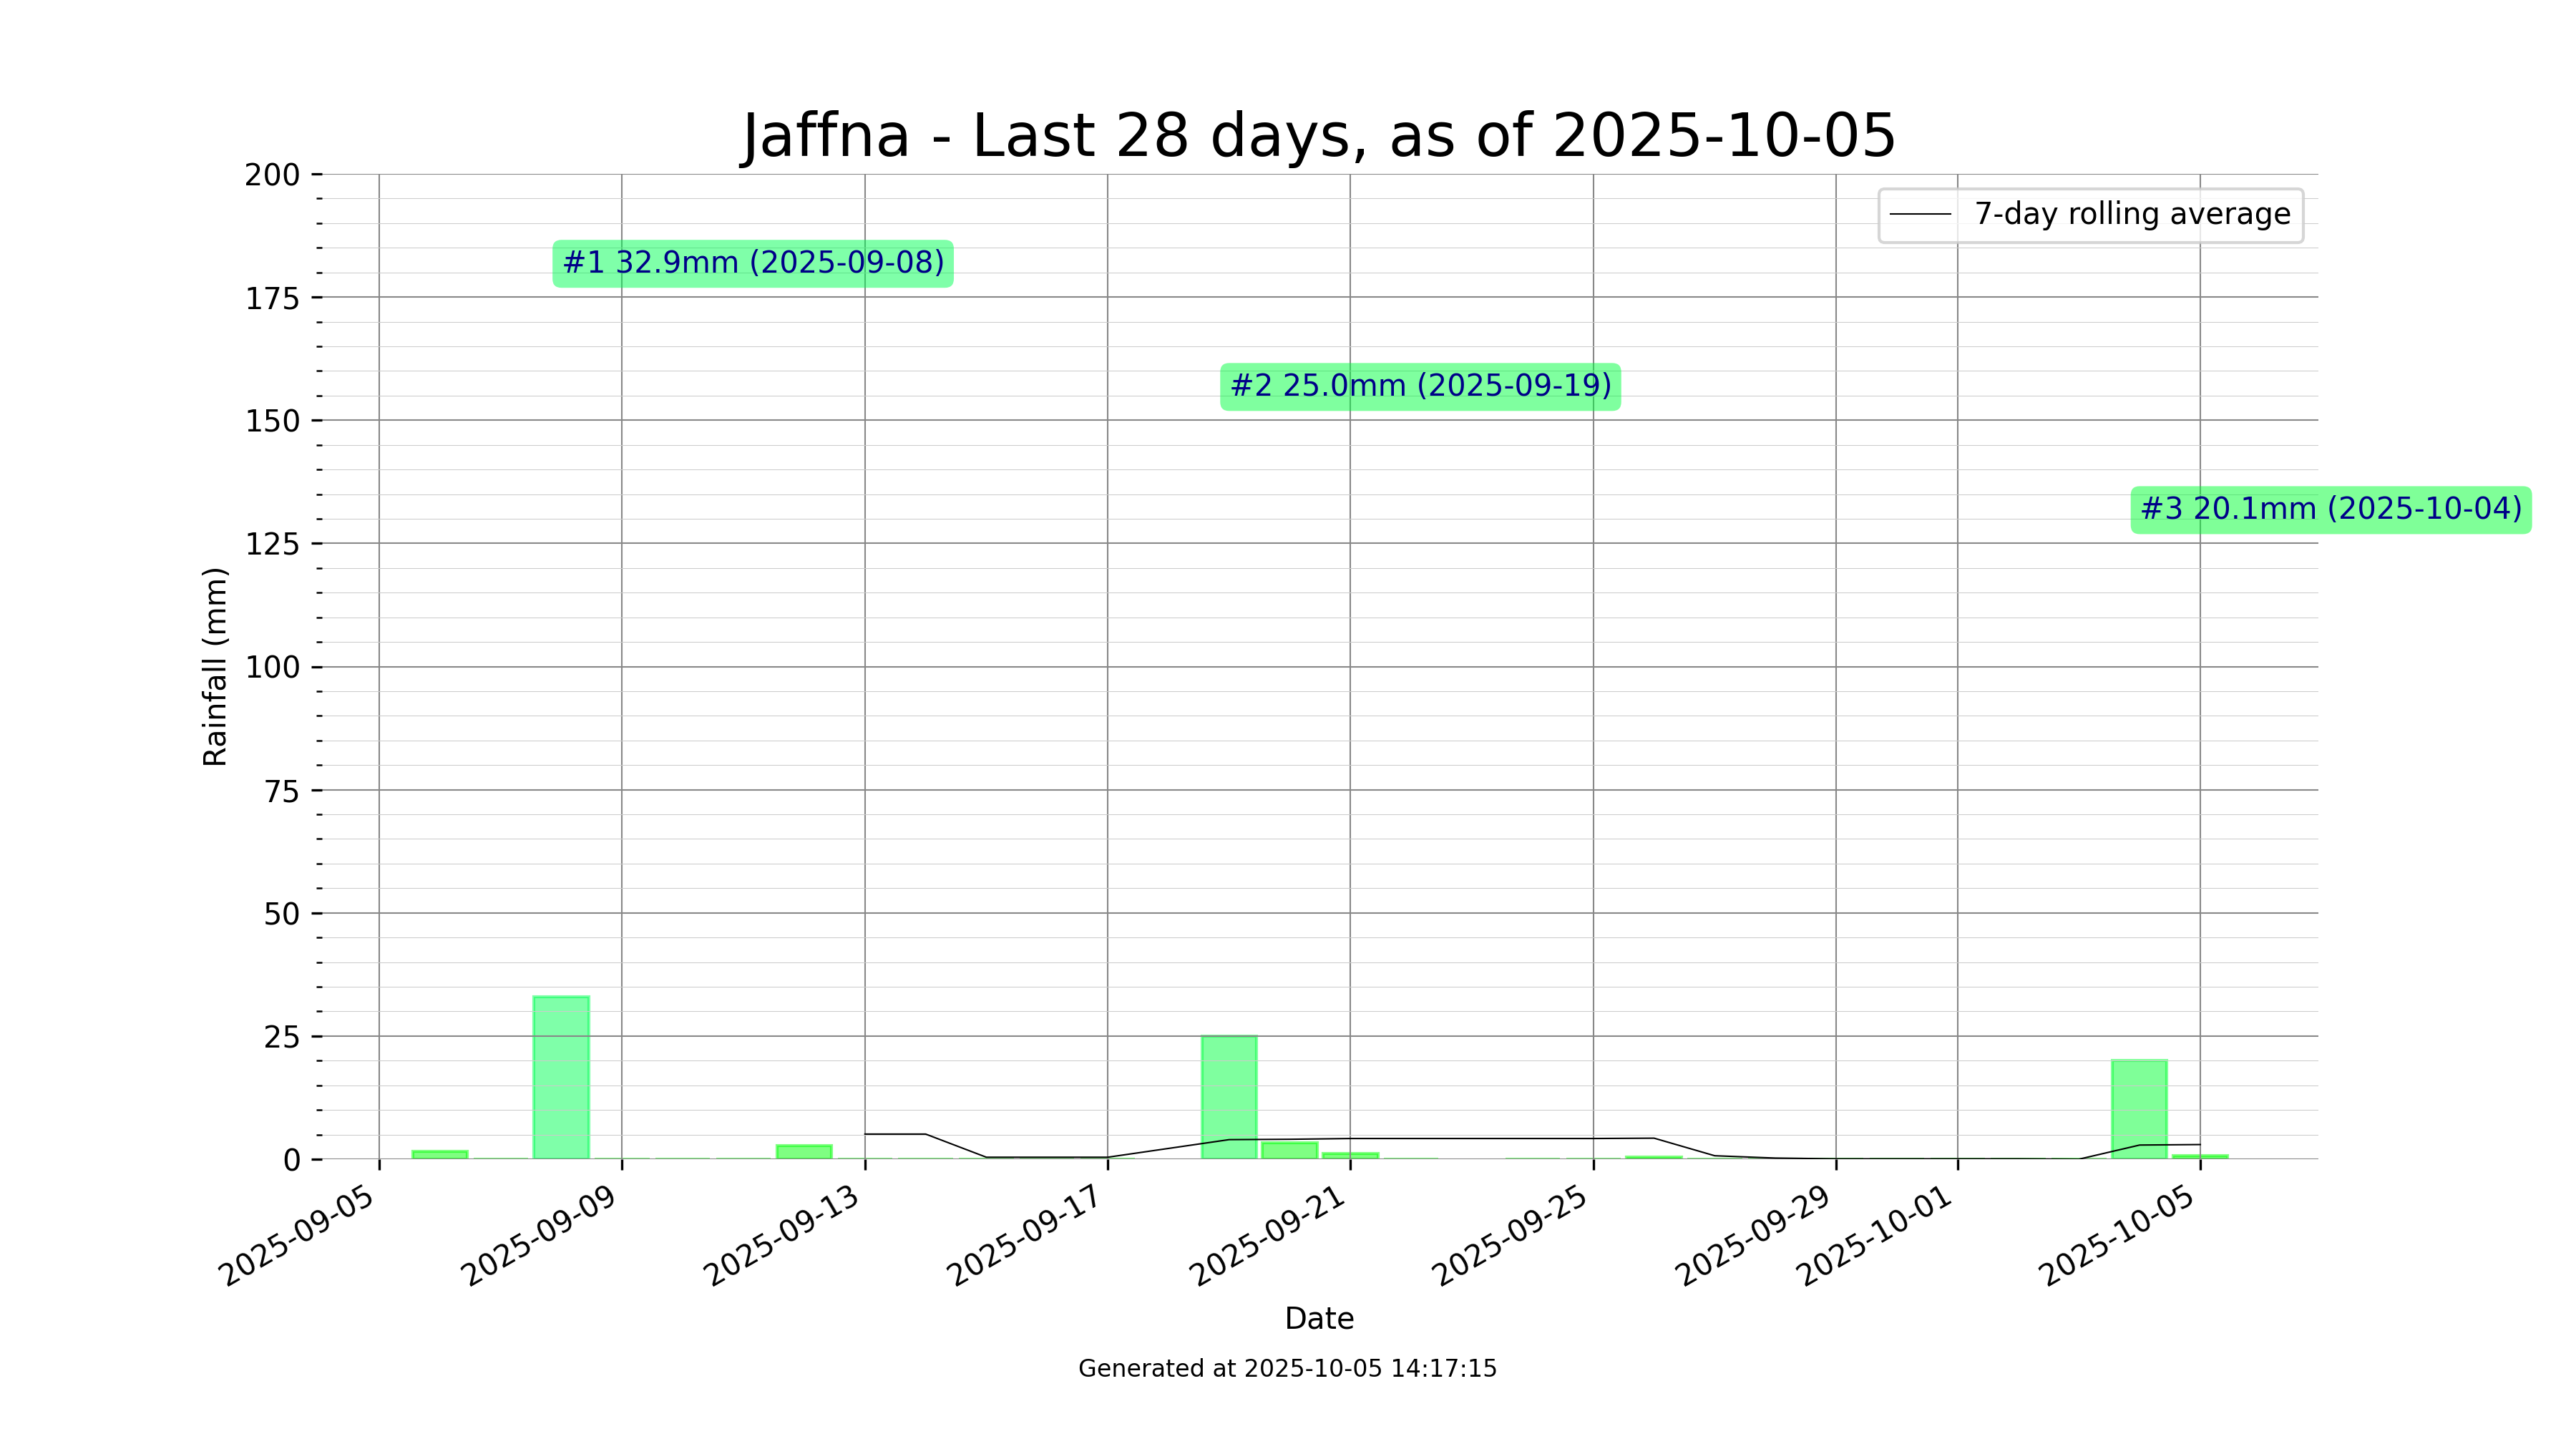 Jaffna - Last 28 days, as of 2025-10-05
7-day rolling average
#1 32.9mm (2025-09-08)
#2 25.0mm (2025-09-19)
#3 20.1mm (2025-10-04)
Rainfall (mm)
200
175
150
125
100
75
50
25
0
2025-09-05
2025-09-09
2025-09-13
2025-09-17
2025-09-21
2025-09-25
2025-09-29
2025-10-01
2025-10-05
Date
Generated at 2025-10-05 14:17:15